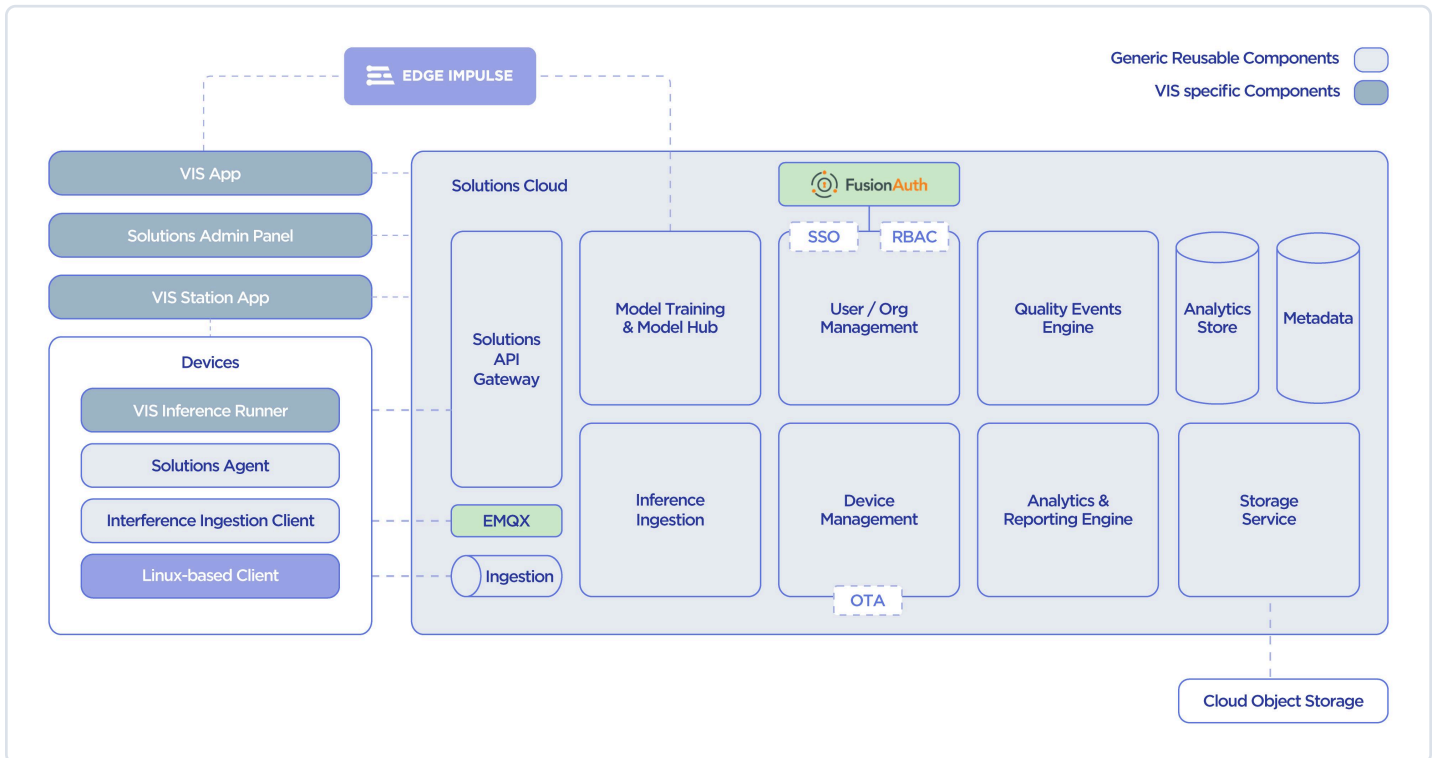 EDGE IMPULSE
Generic Reusable Components
VIS specific Components
VIS App
Solutions Admin Panel
VIS Station App
Devices
VIS Inference Runner
Solutions Agent
Interference Ingestion Client
Linux-based Client
Solutions Cloud
FusionAuth
SSO
RBAC
Solutions
API
Gateway
EMQX
Ingestion
Model Training
& Model Hub
User / Org
Management
Quality Events
Engine
Analytics
Store
Metadata
Inference
Ingestion
Device
Management
OTA
Analytics &
Reporting Engine
Storage
Service
Cloud Object Storage